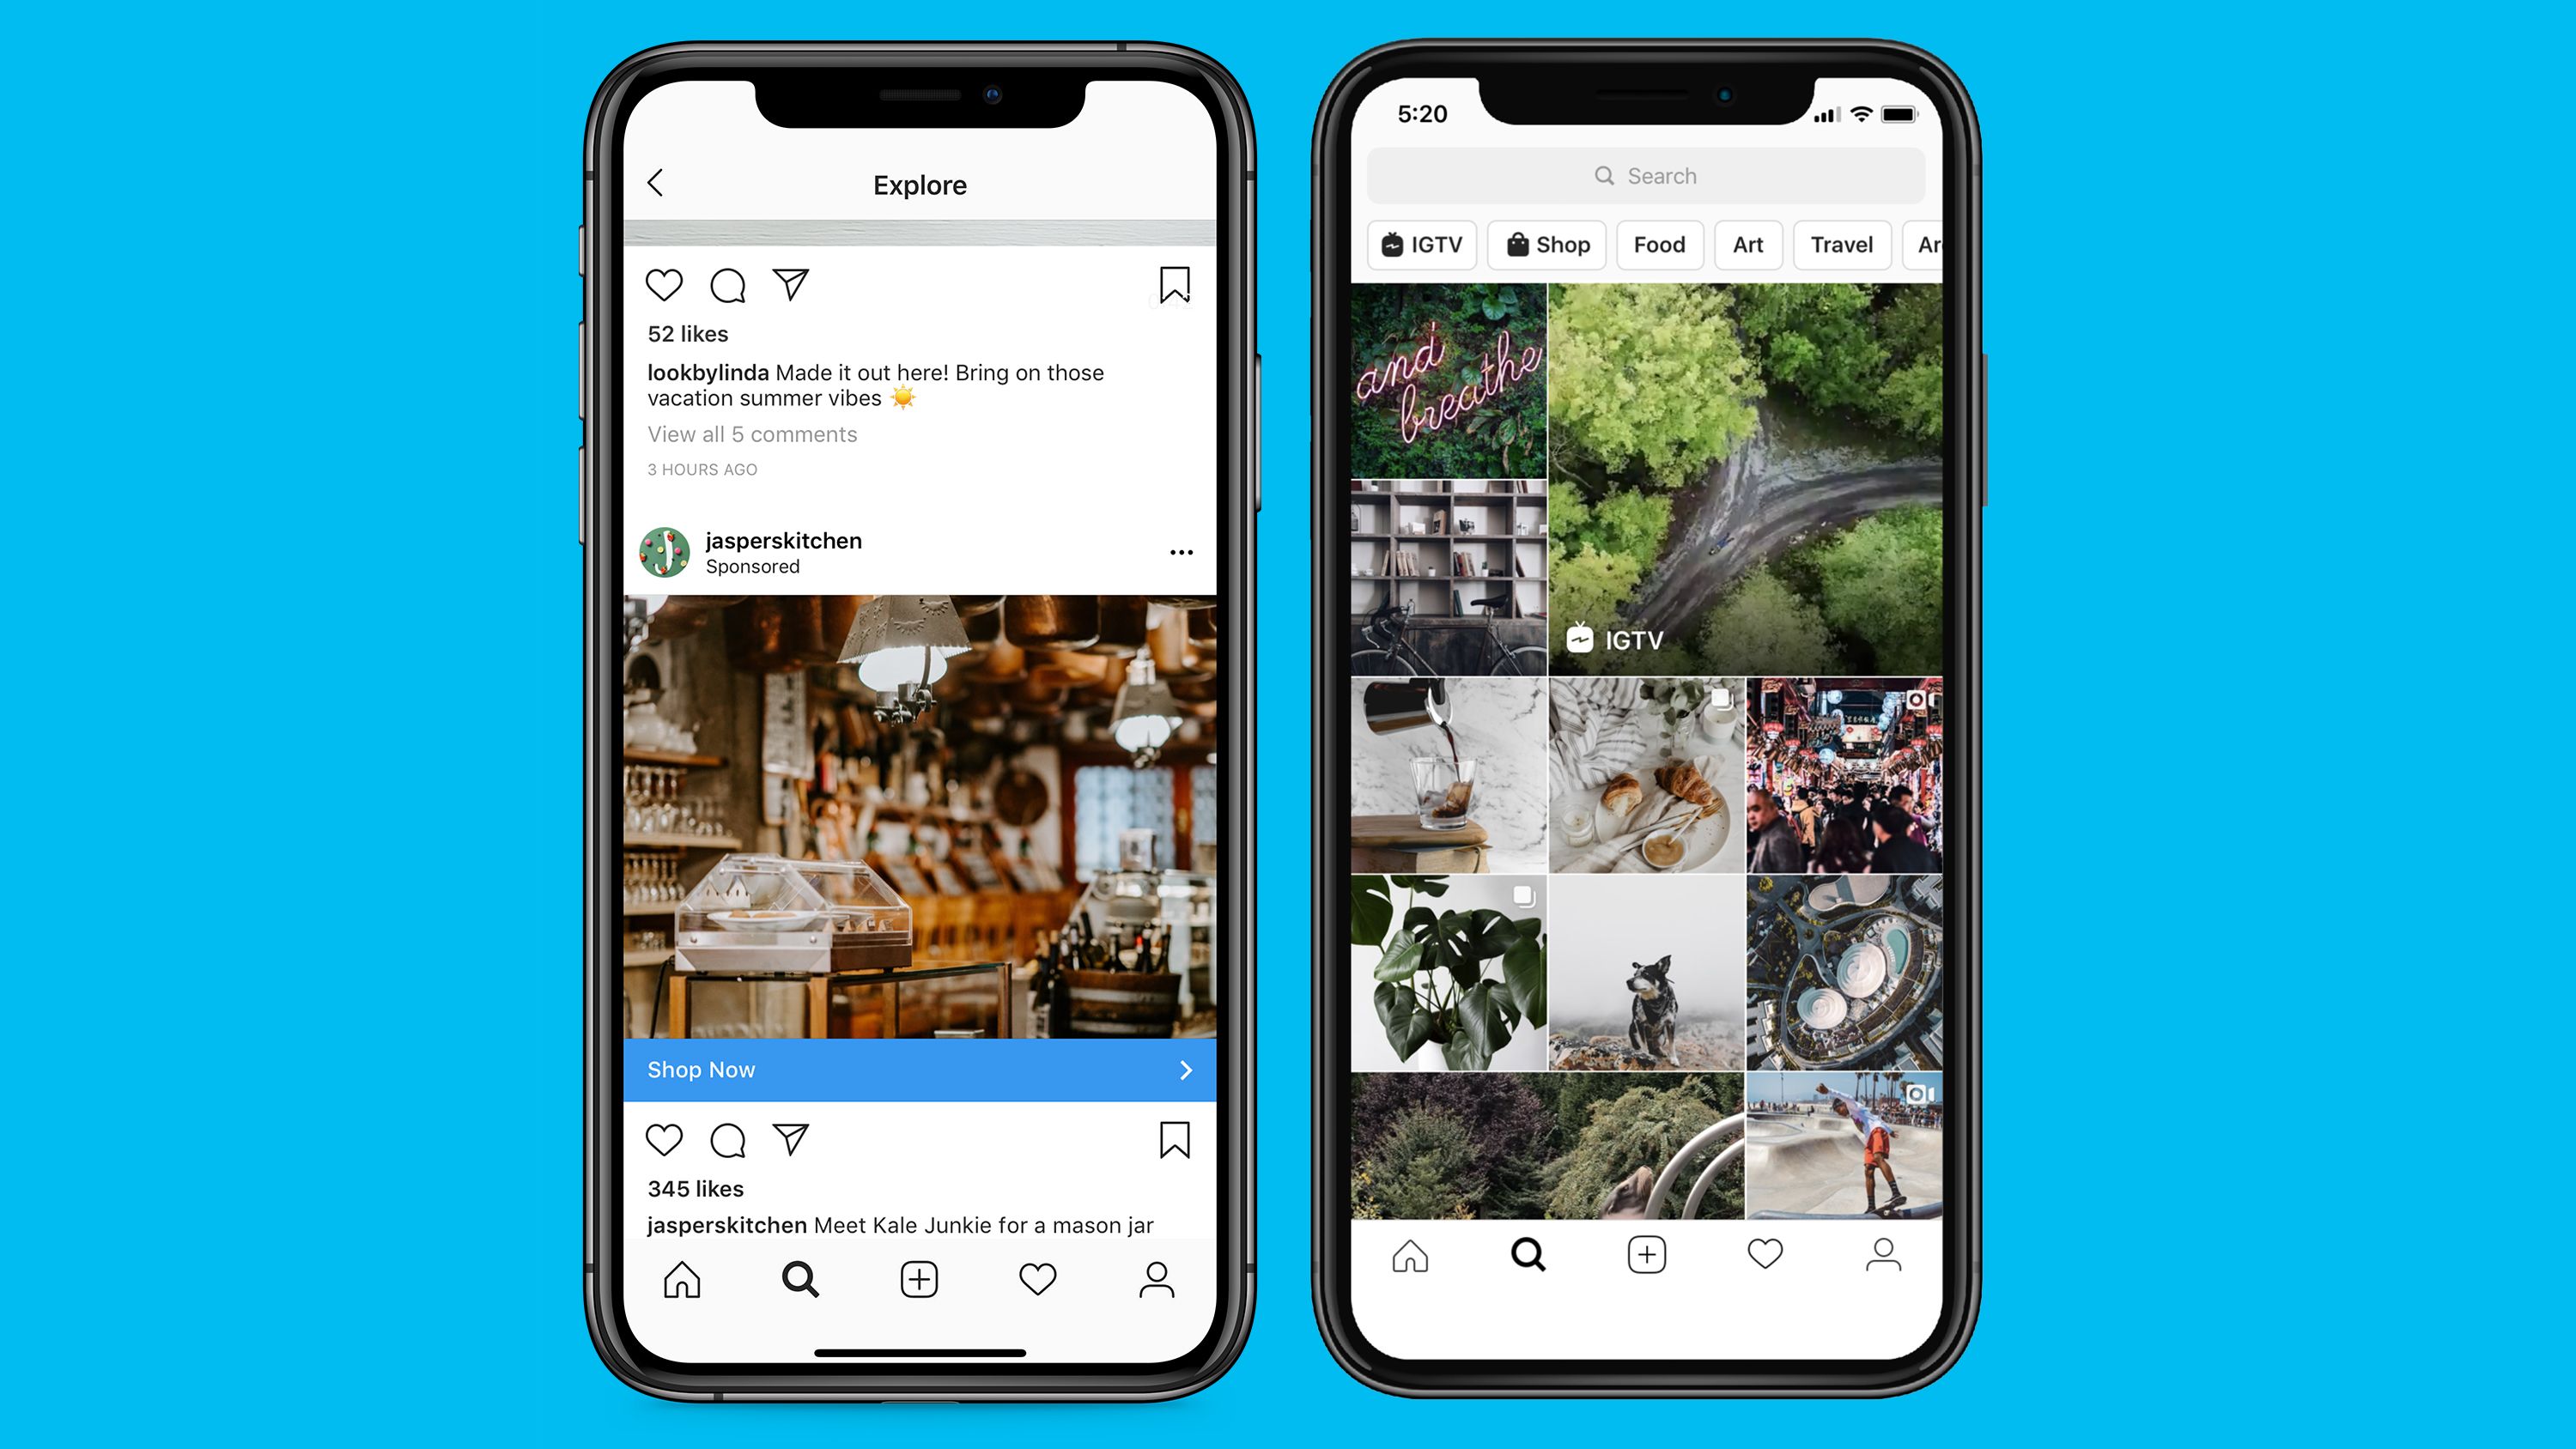 Explore
52 likes
lookbylinda Made it out here! Bring on those
vacation summer vibes ☀️
View all 5 comments
3 HOURS AGO
jasperskitchen
Sponsored
Shop Now
345 likes
jasperskitchen Meet Kale Junkie for a mason jar
5:20
Search
IGTV
Shop
Food
Art
Travel
Ar
and
breathe
IGTV